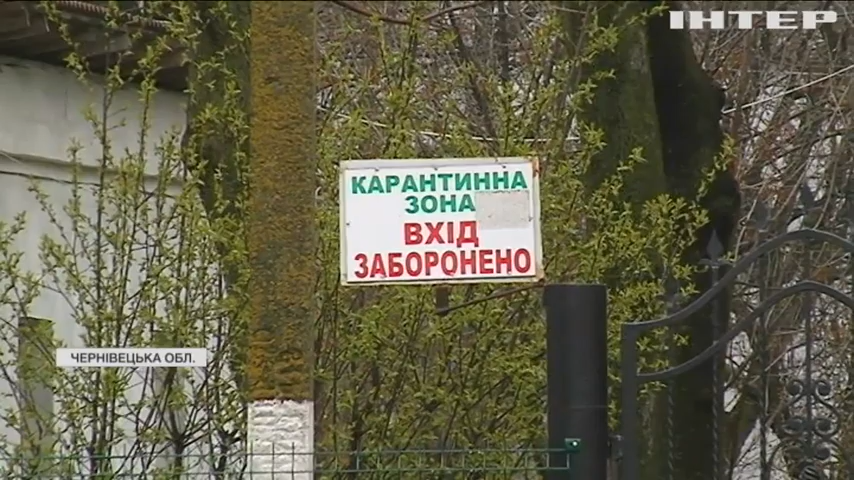 ІНТЕР
КАРАНТИННА
ЗОНА
ВХІД
ЗАБОРОНЕНО
ЧЕРНІВЕЦЬКА ОБЛ.